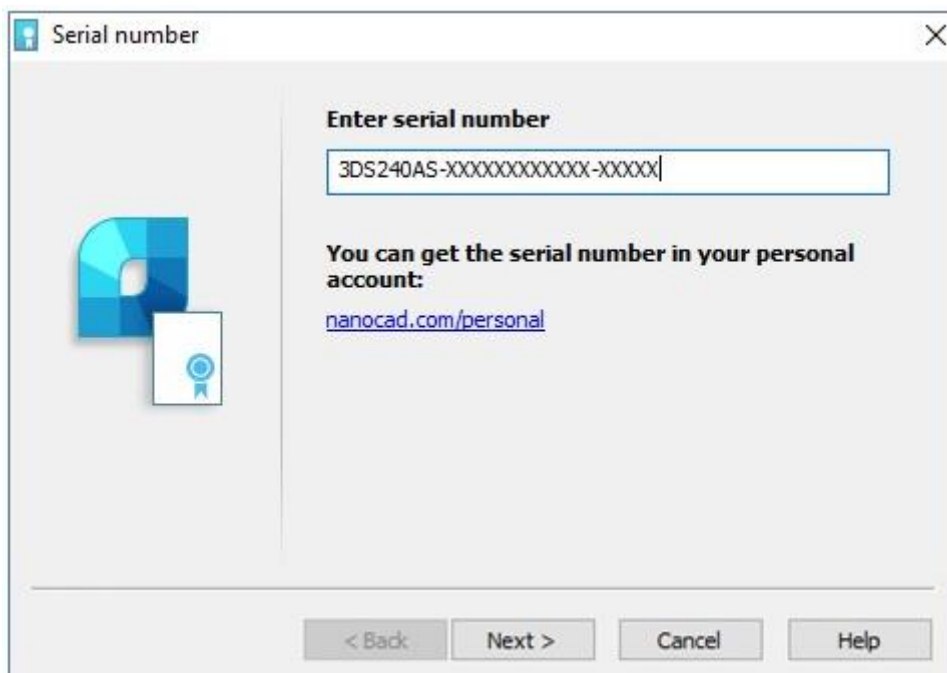 Serial number
Enter serial number
3DS240AS-XXXXXXXXXXXX-XXXXX
You can get the serial number in your personal
account:
nanocad.com/personal
< Back Next > Cancel Help